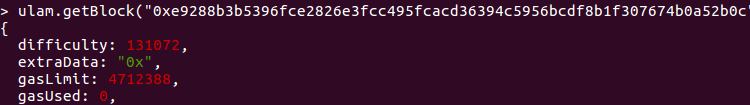 > ulam.getBlock("0xe9288b3b5396fce2826e3fcc495fcacd36394c5956bcdf8b1f307674b0a52b0c"
{
  difficulty: 131072,
  extraData: "0x",
  gasLimit: 4712388,
  gasUsed: 0,